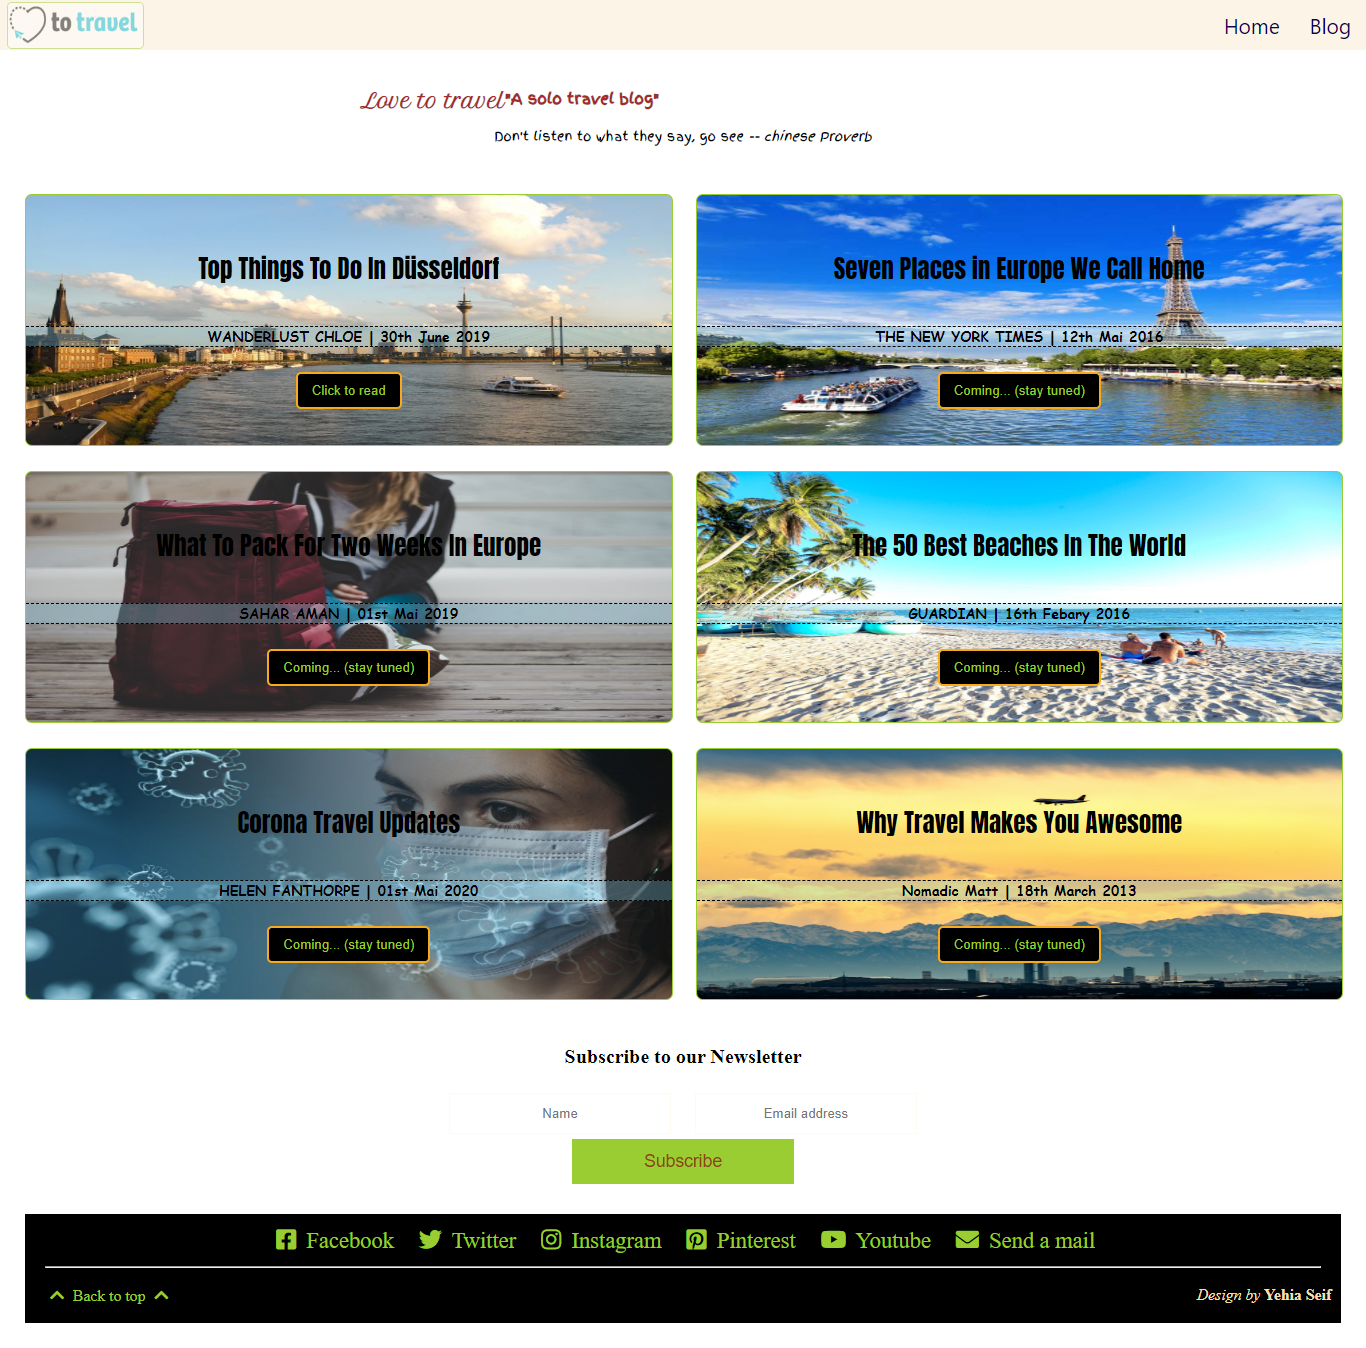 to travel
Home Blog
Love to travel"A solo travel blog"
Don't listen to what they say, go see -- chinese Proverb
Top Things To Do In Düsseldorf
WANDERLUST CHLOE | 30th June 2019
Click to read
Seven Places in Europe We Call Home
THE NEW YORK TIMES | 12th Mai 2016
Coming... (stay tuned)
What To Pack For Two Weeks In Europe
SAHAR AMAN | 01st Mai 2019
Coming... (stay tuned)
The 50 Best Beaches In The World
GUARDIAN | 16th Febary 2016
Coming... (stay tuned)
Corona Travel Updates
HELEN FANTHORPE | 01st Mai 2020
Coming... (stay tuned)
Why Travel Makes You Awesome
Nomadic Matt | 18th March 2013
Coming... (stay tuned)
Subscribe to our Newsletter
Name Email address
Subscribe
Facebook Twitter Instagram Pinterest Youtube Send a mail
Back to top Design by Yehia Seif